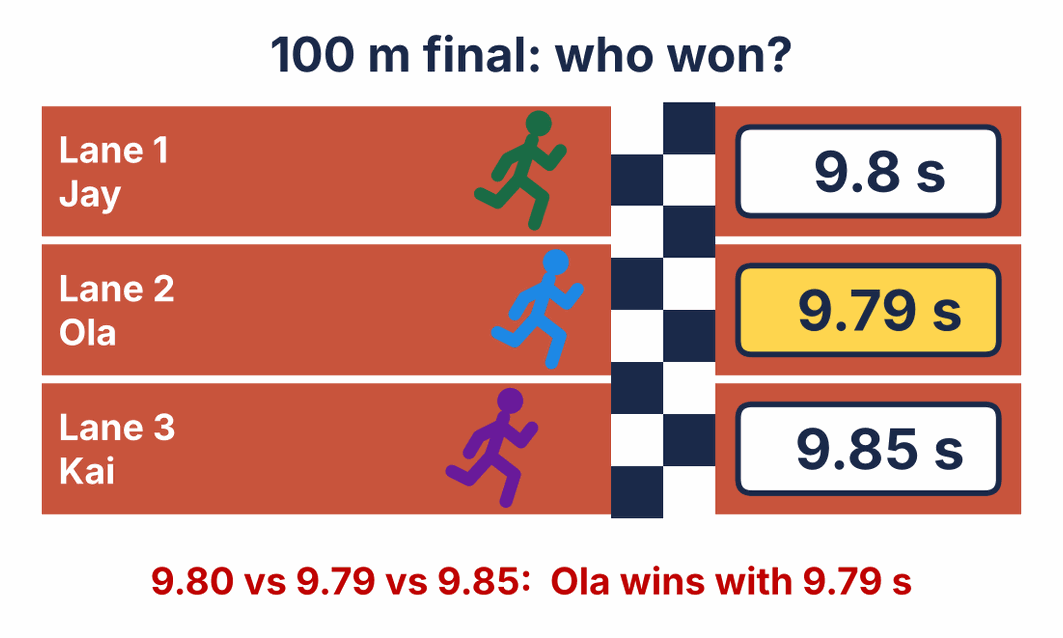 100 m final: who won?
Lane 1
Jay
9.8 s
Lane 2
Ola
9.79 s
Lane 3
Kai
9.85 s
9.80 vs 9.79 vs 9.85: Ola wins with 9.79 s